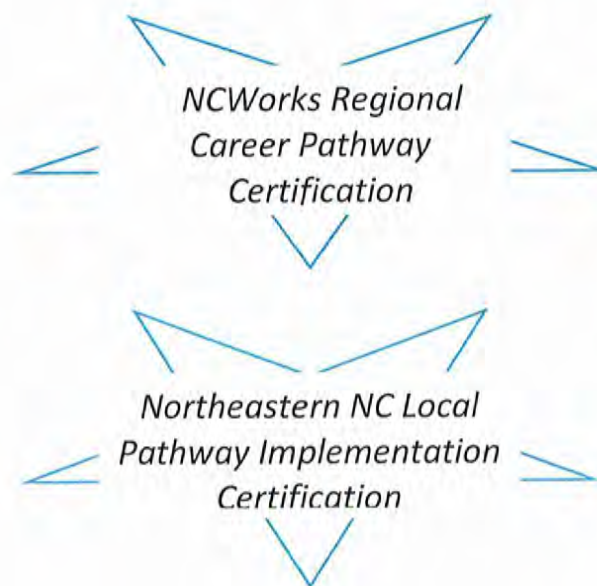 NCWorks Regional
Career Pathway
Certification
Northeastern NC Local
Pathway Implementation
Certification